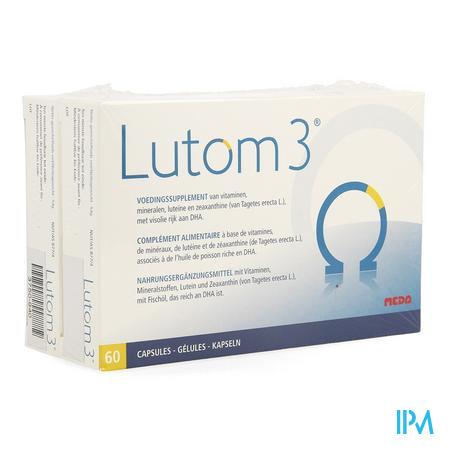 Lutom 3®
VOEDINGSSUPPLEMENT van vitaminen,
mineralen, luteine en zeaxanthine (van Tagetes erecta L.),
met visolie rijk aan DHA.
COMPLÉMENT ALIMENTAIRE à base de vitamines,
de minéraux, de lutéine et de zéaxanthine (de Tagetes erecta L.),
associés à de l'huile de poisson riche en DHA.
NAHRUNGSERGÄNZUNGSMITTEL mit Vitaminen,
Mineralstoffen, Lutein und Zeaxanthin (von Tagetes erecta L.),
mit Fischöl, das reich an DHA ist.
MEDA
60 CAPSULES - GÉLULES - KAPSELN
Lutom 3
Lutom 3
IPM